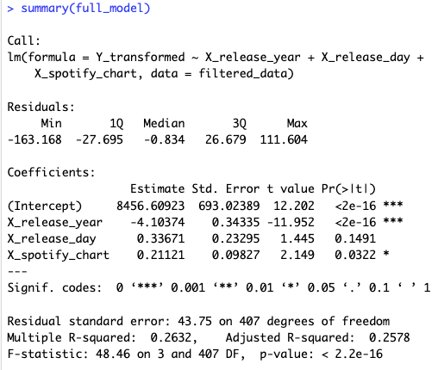 > summary(full_model)
Call:
lm(formula = Y_transformed ~ X_release_year + X_release_day +
X_spotify_chart, data = filtered_data)
Residuals:
Min 1Q Median 3Q Max
-163.168 -27.695 -0.834 26.679 111.604
Coefficients:
Estimate Std. Error t value Pr(>|t|)
(Intercept) 8456.60923 693.02389 12.202 <2e-16 ***
X_release_year -4.10374 0.34335 -11.952 <2e-16 ***
X_release_day 0.33671 0.23295 1.445 0.1491
X_spotify_chart 0.21121 0.09827 2.149 0.0322 *
---
Signif. codes: 0 ‘***’ 0.001 ‘**’ 0.01 ‘*’ 0.05 ‘.’ 0.1 ‘ ’ 1
Residual standard error: 43.75 on 407 degrees of freedom
Multiple R-squared: 0.2632, Adjusted R-squared: 0.2578
F-statistic: 48.46 on 3 and 407 DF, p-value: < 2.2e-16